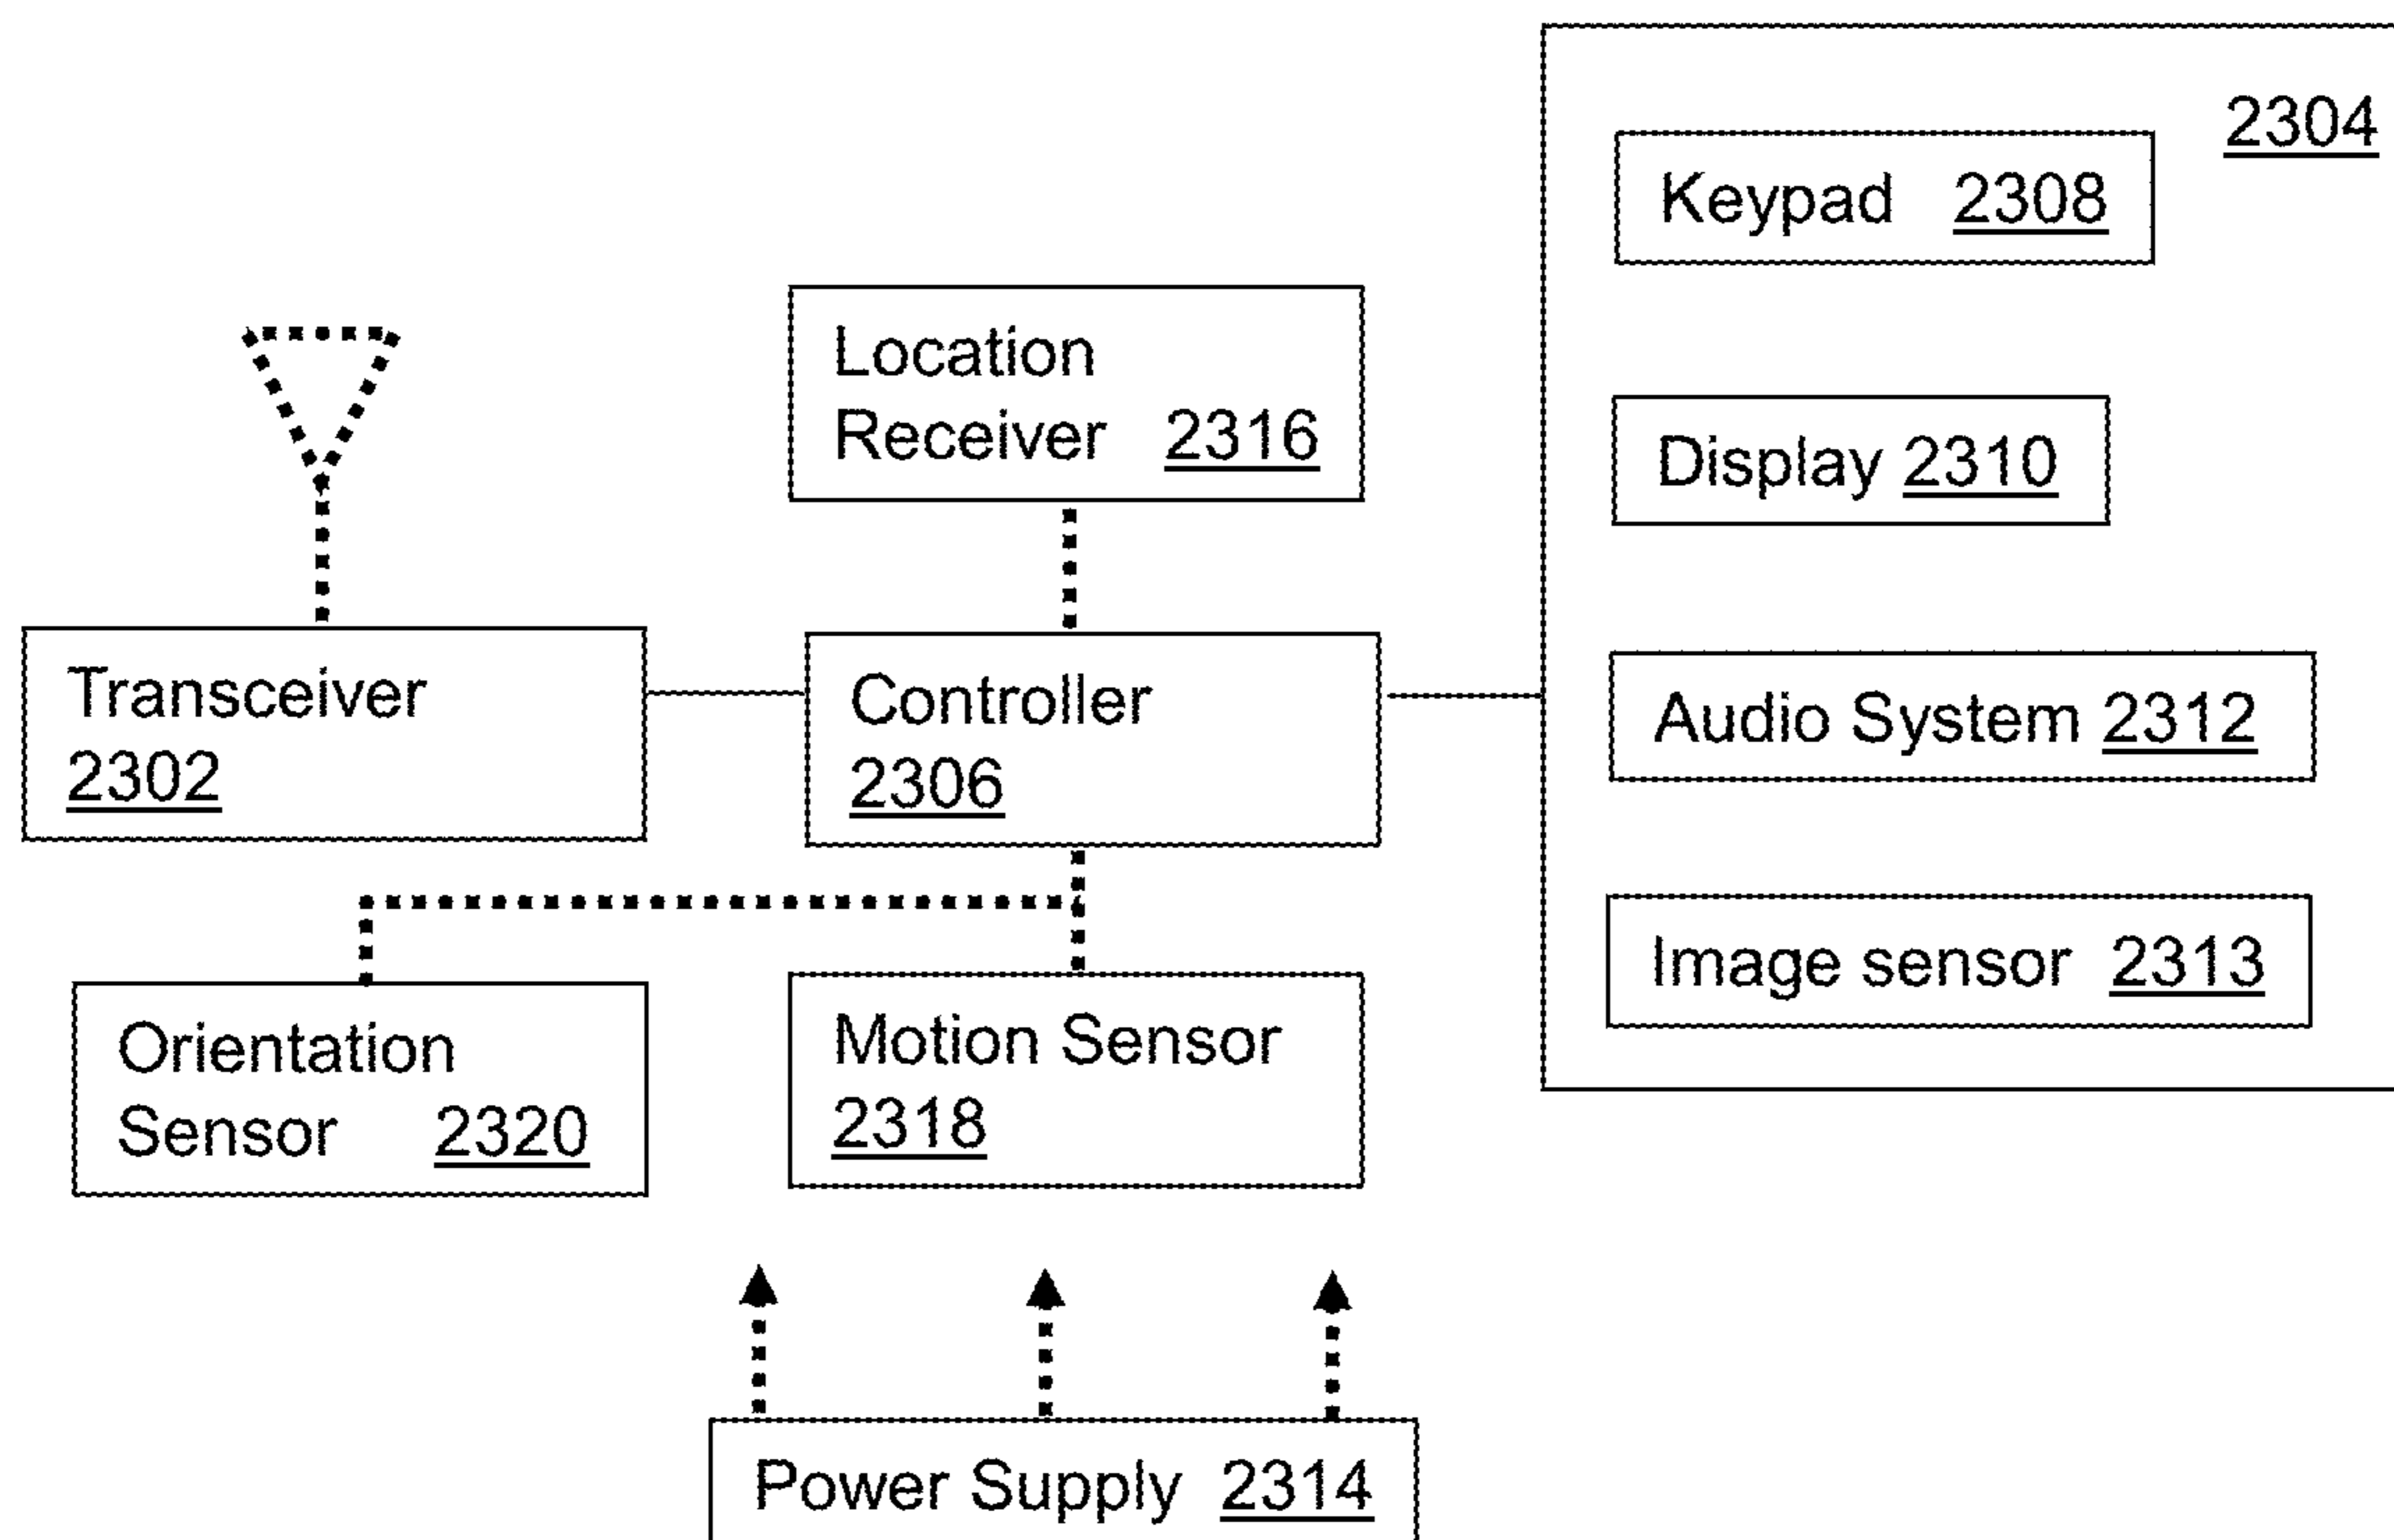 2304
Keypad 2308
Location
Receiver 2316
Display 2310
Transceiver
2302
Controller
2306
Audio System 2312
Image sensor 2313
Orientation
Sensor 2320
Motion Sensor
2318
Power Supply 2314